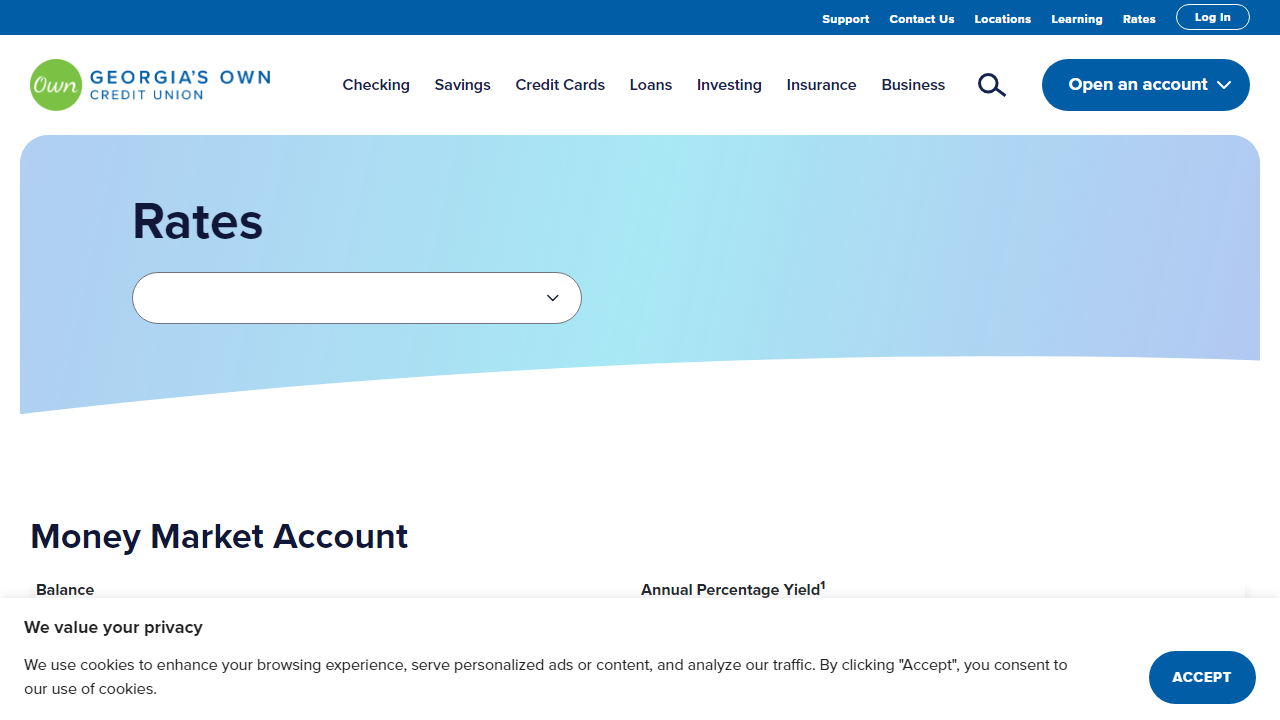 Support Contact Us Locations Learning Rates Log In
Own GEORGIA'S OWN
CREDIT UNION
Checking Savings Credit Cards Loans Investing Insurance Business Open an account
Rates
Money Market Account
Balance Annual Percentage Yield¹
We value your privacy
We use cookies to enhance your browsing experience, serve personalized ads or content, and analyze our traffic. By clicking "Accept", you consent to
our use of cookies.
ACCEPT